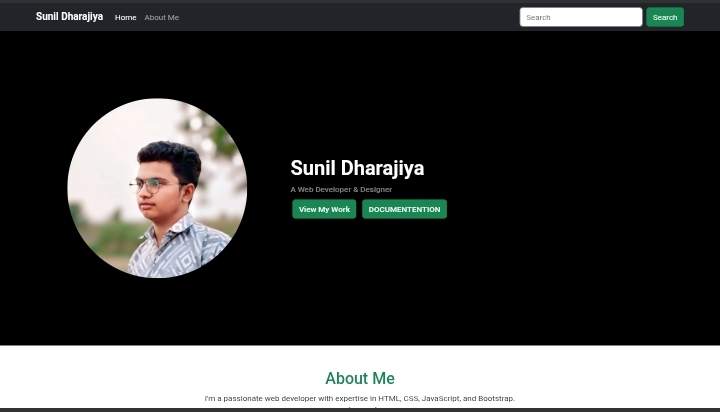 Sunil Dharajiya Home About Me Search Search
Sunil Dharajiya
A Web Developer & Designer
View My Work DOCUMENTENTION
About Me
I'm a passionate web developer with expertise in HTML, CSS, JavaScript, and Bootstrap.